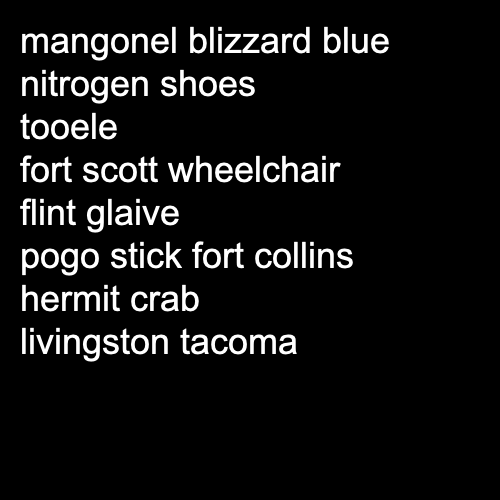 mangonel blizzard blue
nitrogen shoes
tooele
fort scott wheelchair
flint glaive
pogo stick fort collins
hermit crab
livingston tacoma